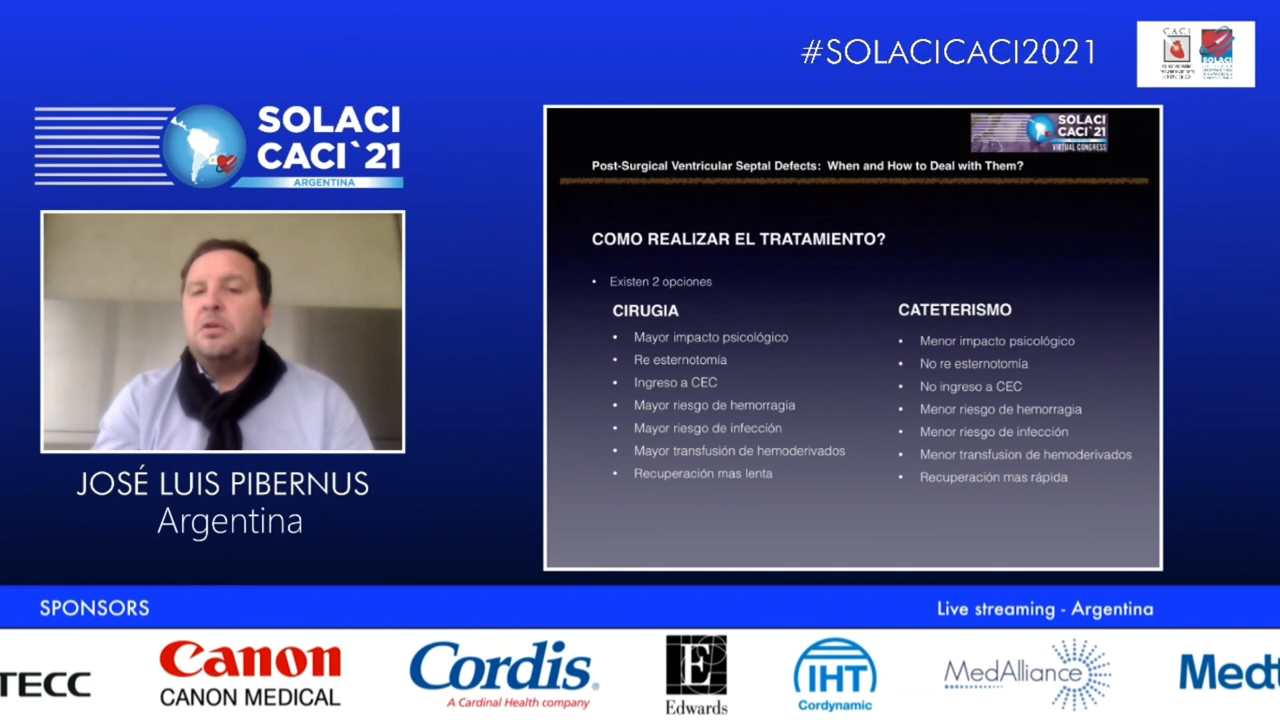 #SOLACICACI2021
CACI
SOLACI
SOLACI
CACI`21
ARGENTINA
SOLACI
CACI`21
VIRTUAL CONGRESS
Post-Surgical Ventricular Septal Defects: When and How to Deal with Them?
COMO REALIZAR EL TRATAMIENTO?
• Existen 2 opciones
CIRUGIA
• Mayor impacto psicológico
• Re esternotomía
• Ingreso a CEC
• Mayor riesgo de hemorragia
• Mayor riesgo de infección
• Mayor transfusión de hemoderivados
• Recuperación mas lenta
CATETERISMO
• Menor impacto psicológico
• No re esternotomía
• No ingreso a CEC
• Menor riesgo de hemorragia
• Menor riesgo de infección
• Menor transfusion de hemoderivados
• Recuperación mas rápida
JOSÉ LUIS PIBERNUS
Argentina
SPONSORS
Live streaming - Argentina
TECC
Canon
CANON MEDICAL
Cordis®
A Cardinal Health company
E
Edwards
IHT
Cordynamic
MedAlliance
Medt